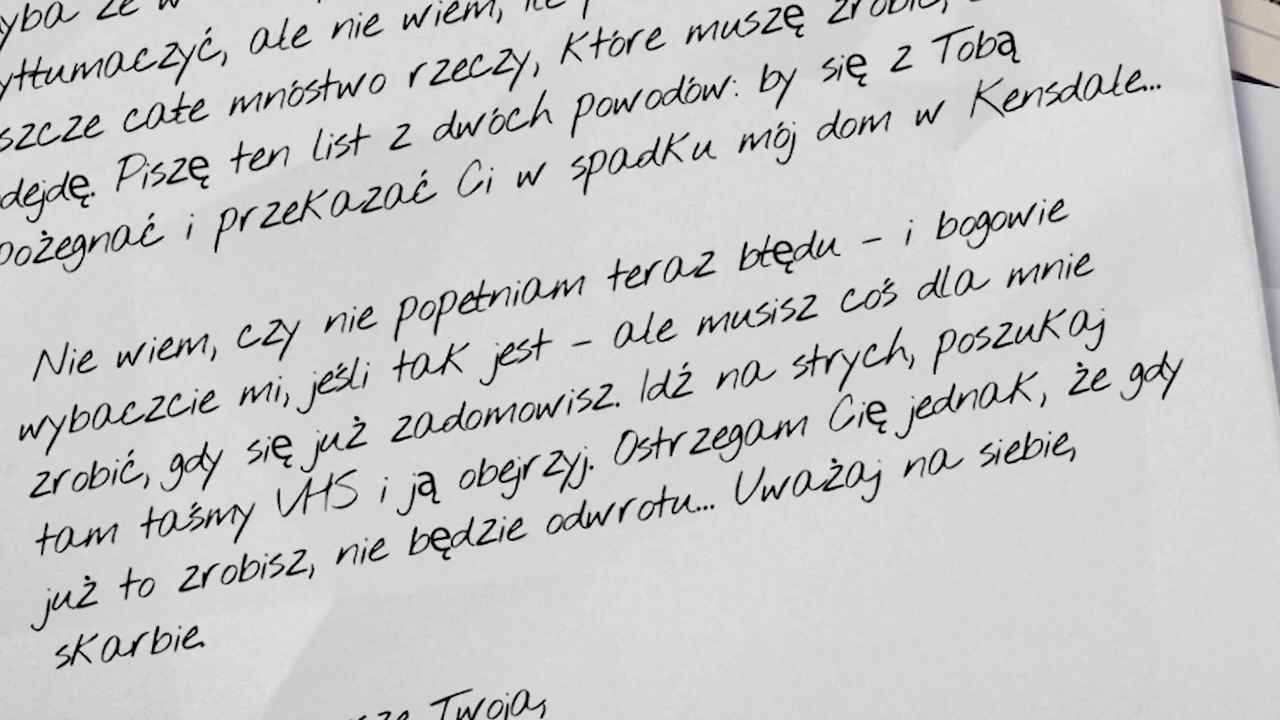 ytłumaczyć, ale nie wiem,
szcze całe mnóstwo rzeczy, które muszę zrobić,
dejdę. Piszę ten list z dwóch powodów: by się z Tobą
pożegnać i przekazać Ci w spadku mój dom w Kensdale...
Nie wiem, czy nie popełniam teraz błędu – i bogowie
wybaczcie mi, jeśli tak jest – ale musisz coś dla mnie
zrobić, gdy się już zadomowisz. Idź na strych, poszukaj
tam taśmy VHS i ją obejrzyj. Ostrzegam Cię jednak, że gdy
już to zrobisz, nie będzie odwrotu... Uważaj na siebie,
skarbie.
Twoja,